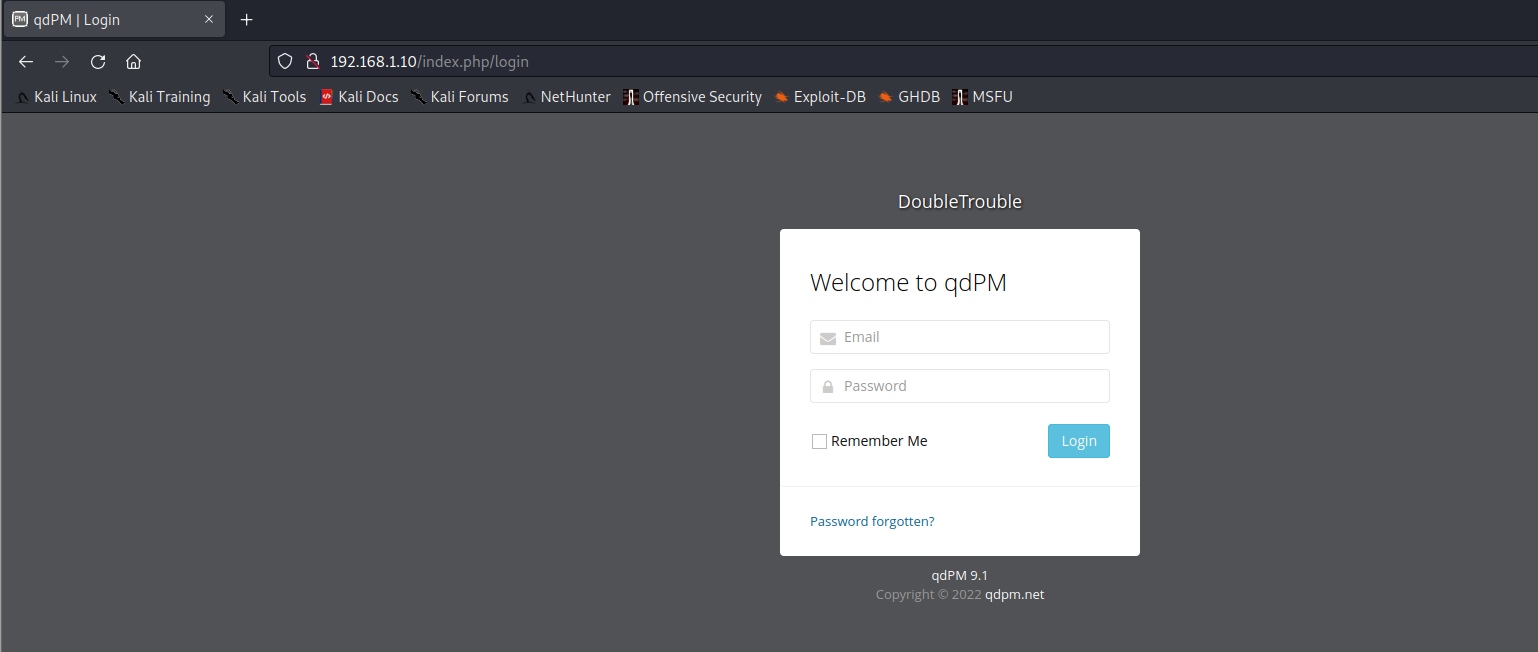 PM qdPM | Login
192.168.1.10/index.php/login
Kali Linux Kali Training Kali Tools Kali Docs Kali Forums NetHunter Offensive Security Exploit-DB GHDB MSFU
DoubleTrouble
Welcome to qdPM
Email
Password
Remember Me Login
Password forgotten?
qdPM 9.1
Copyright © 2022 qdpm.net